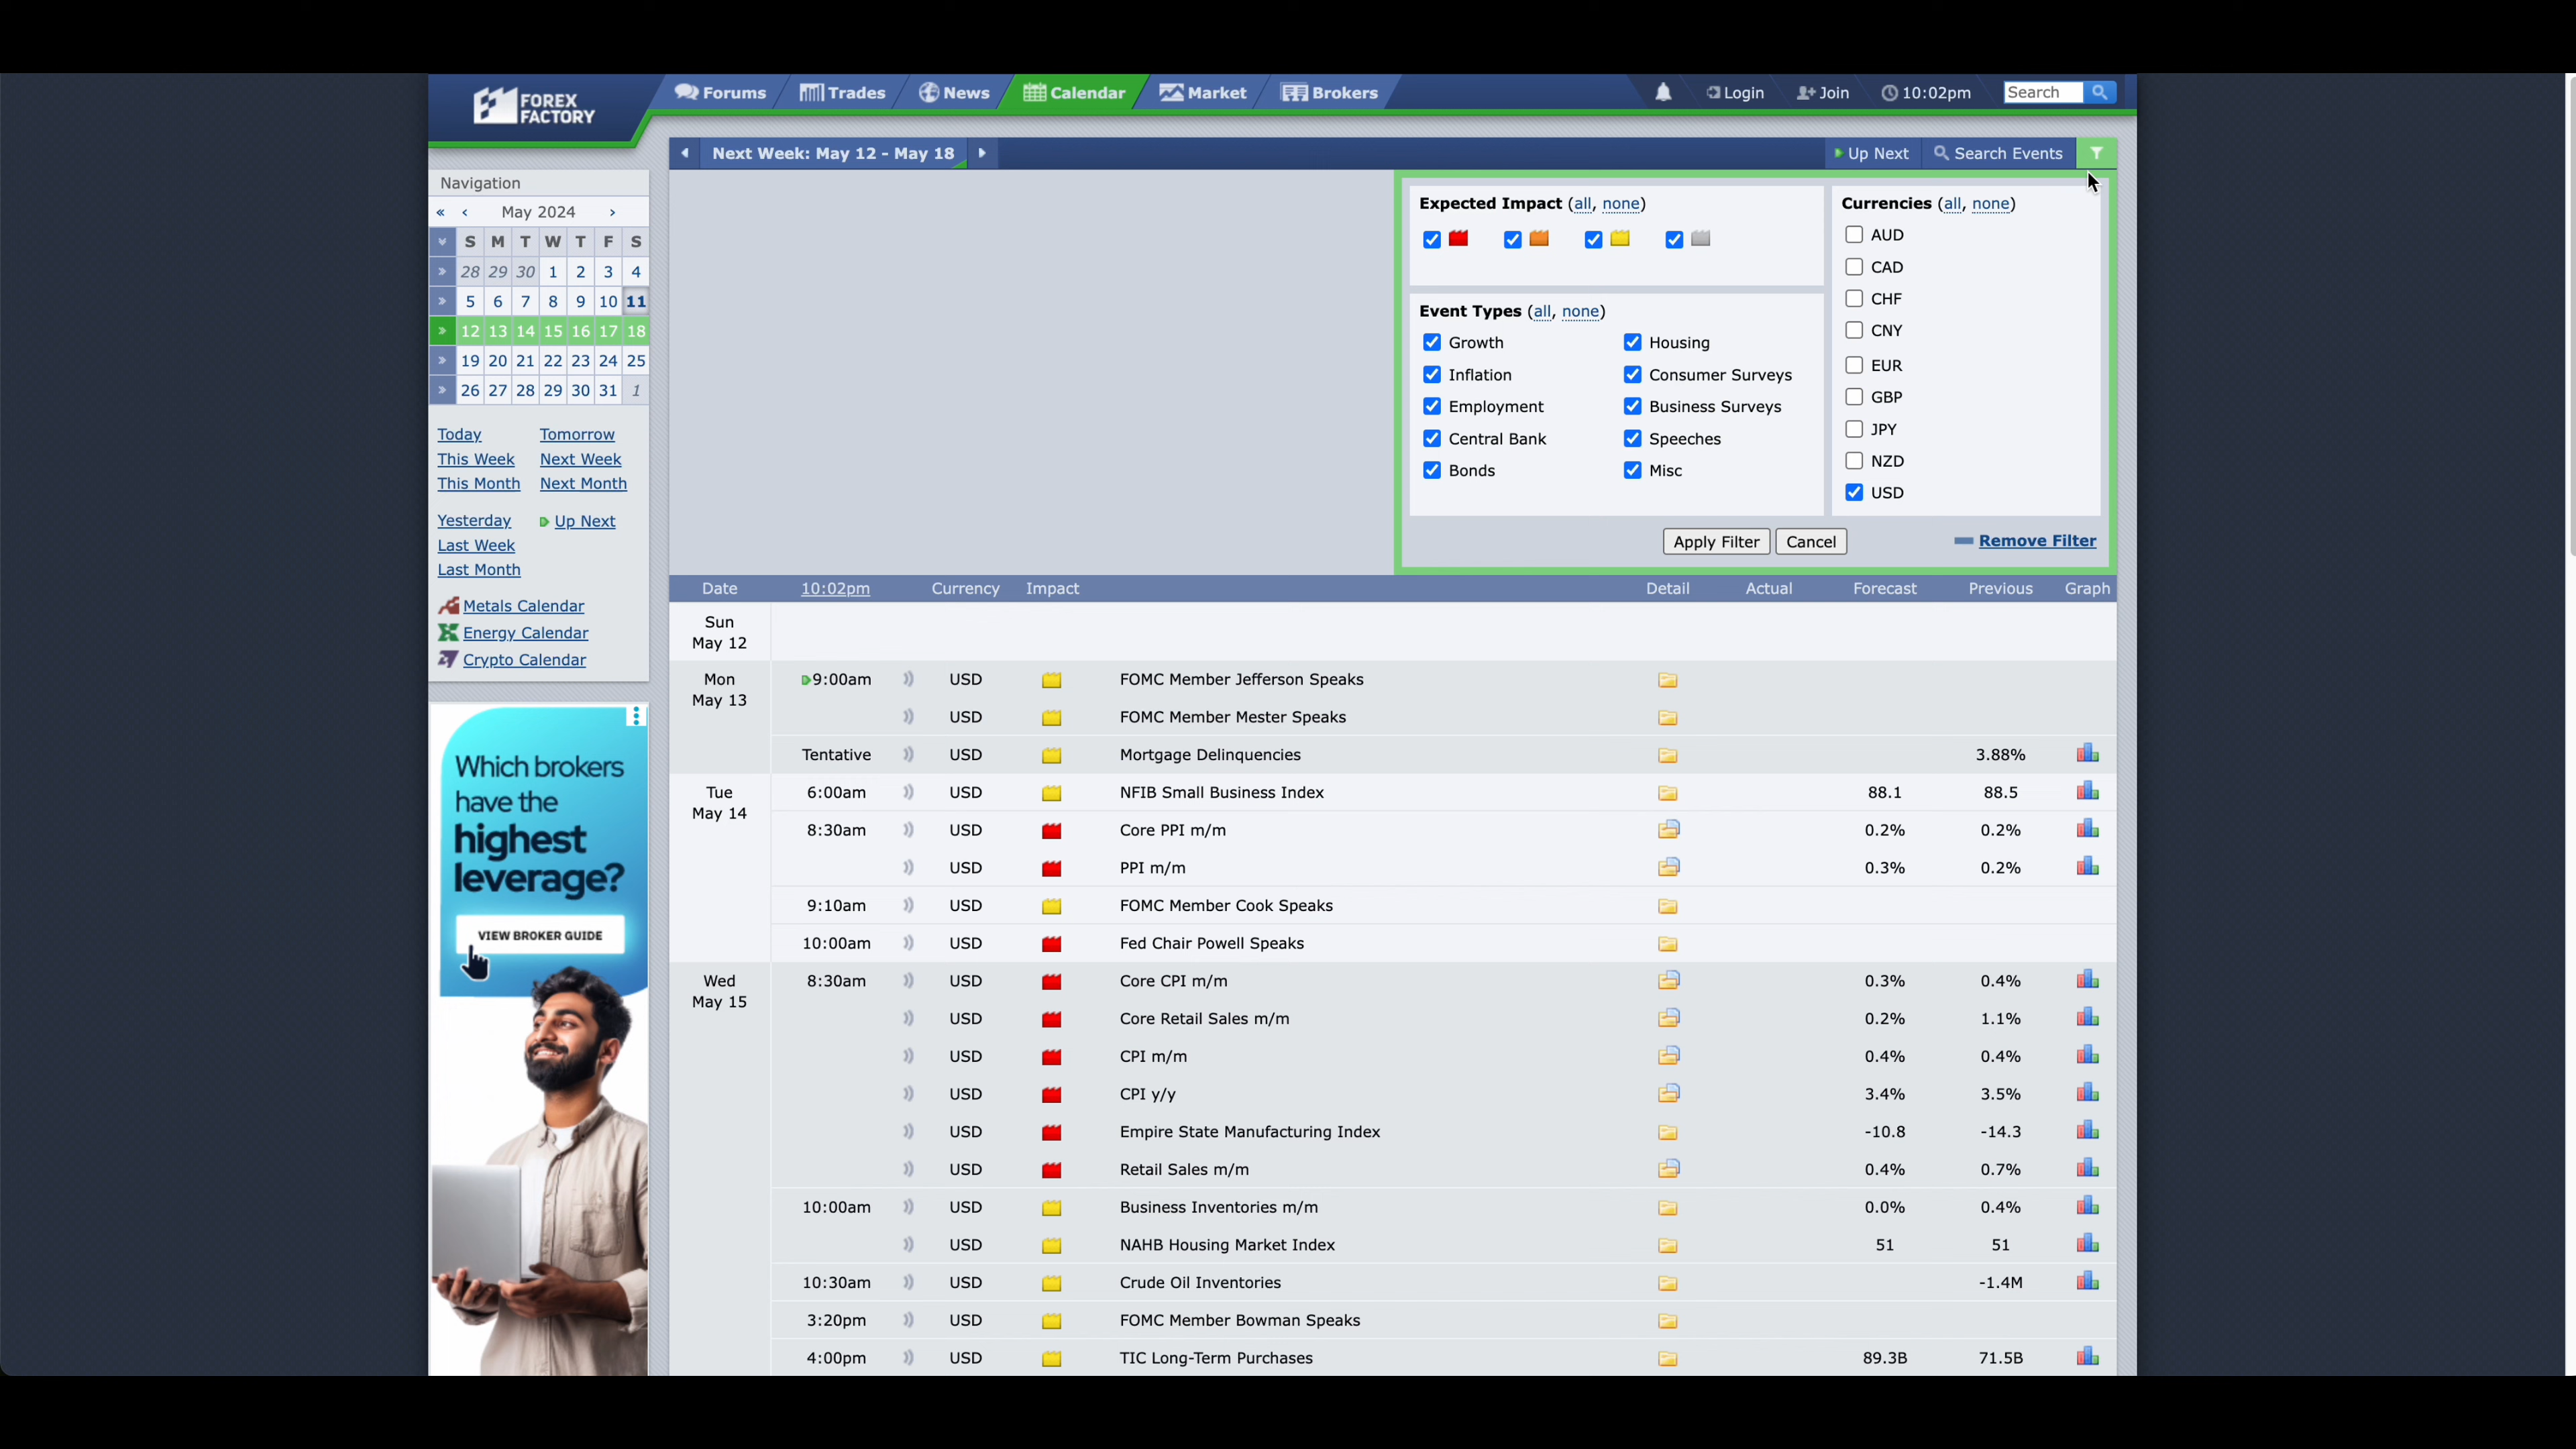 FOREX FACTORY
Forums Trades News Calendar Market Brokers Login Join 10:02pm Search
Next Week: May 12 - May 18 Up Next Search Events
Navigation
« ‹ May 2024 ›
S M T W T F S
28 29 30 1 2 3 4
5 6 7 8 9 10 11
12 13 14 15 16 17 18
19 20 21 22 23 24 25
26 27 28 29 30 31 1
Today Tomorrow
This Week Next Week
This Month Next Month
Yesterday Up Next
Last Week
Last Month
Metals Calendar
Energy Calendar
Crypto Calendar
Which brokers
have the
highest
leverage?
VIEW BROKER GUIDE
Expected Impact (all, none)
Event Types (all, none)
Growth Housing
Inflation Consumer Surveys
Employment Business Surveys
Central Bank Speeches
Bonds Misc
Currencies (all, none)
AUD
CAD
CHF
CNY
EUR
GBP
JPY
NZD
USD
Apply Filter Cancel Remove Filter
Date 10:02pm Currency Impact Detail Actual Forecast Previous Graph
Sun
May 12
Mon
May 13
9:00am USD FOMC Member Jefferson Speaks
USD FOMC Member Mester Speaks
Tentative USD Mortgage Delinquencies 3.88%
Tue
May 14
6:00am USD NFIB Small Business Index 88.1 88.5
8:30am USD Core PPI m/m 0.2% 0.2%
USD PPI m/m 0.3% 0.2%
9:10am USD FOMC Member Cook Speaks
10:00am USD Fed Chair Powell Speaks
Wed
May 15
8:30am USD Core CPI m/m 0.3% 0.4%
USD Core Retail Sales m/m 0.2% 1.1%
USD CPI m/m 0.4% 0.4%
USD CPI y/y 3.4% 3.5%
USD Empire State Manufacturing Index -10.8 -14.3
USD Retail Sales m/m 0.4% 0.7%
10:00am USD Business Inventories m/m 0.0% 0.4%
USD NAHB Housing Market Index 51 51
10:30am USD Crude Oil Inventories -1.4M
3:20pm USD FOMC Member Bowman Speaks
4:00pm USD TIC Long-Term Purchases 89.3B 71.5B